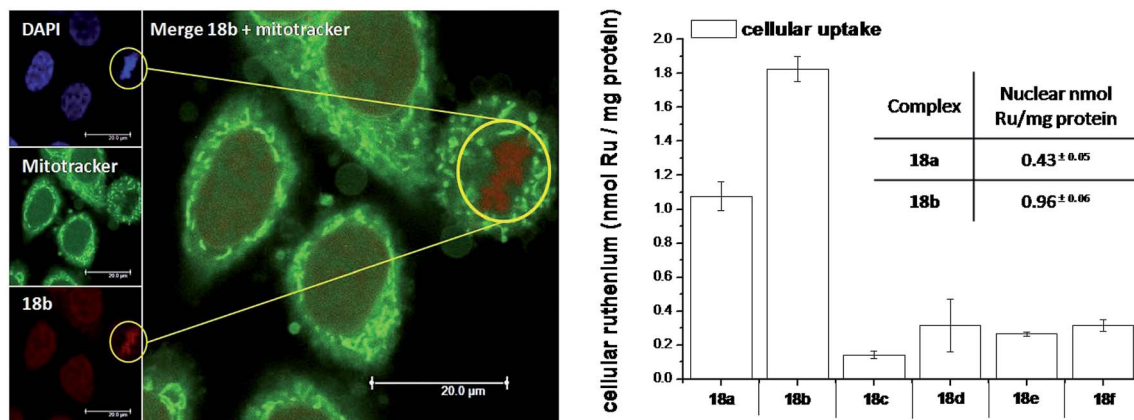 DAPI
20.0 µm
Mitotracker
20.0 µm
18b
20.0 µm
Merge 18b + mitotracker
20.0 µm
cellular ruthenium (nmol Ru / mg protein)
2.0
1.8
1.6
1.4
1.2
1.0
0.8
0.6
0.4
0.2
0.0
cellular uptake
Complex
Nuclear nmol
Ru/mg protein
18a
0.43 ± 0.05
18b
0.96 ± 0.06
18a 18b 18c 18d 18e 18f